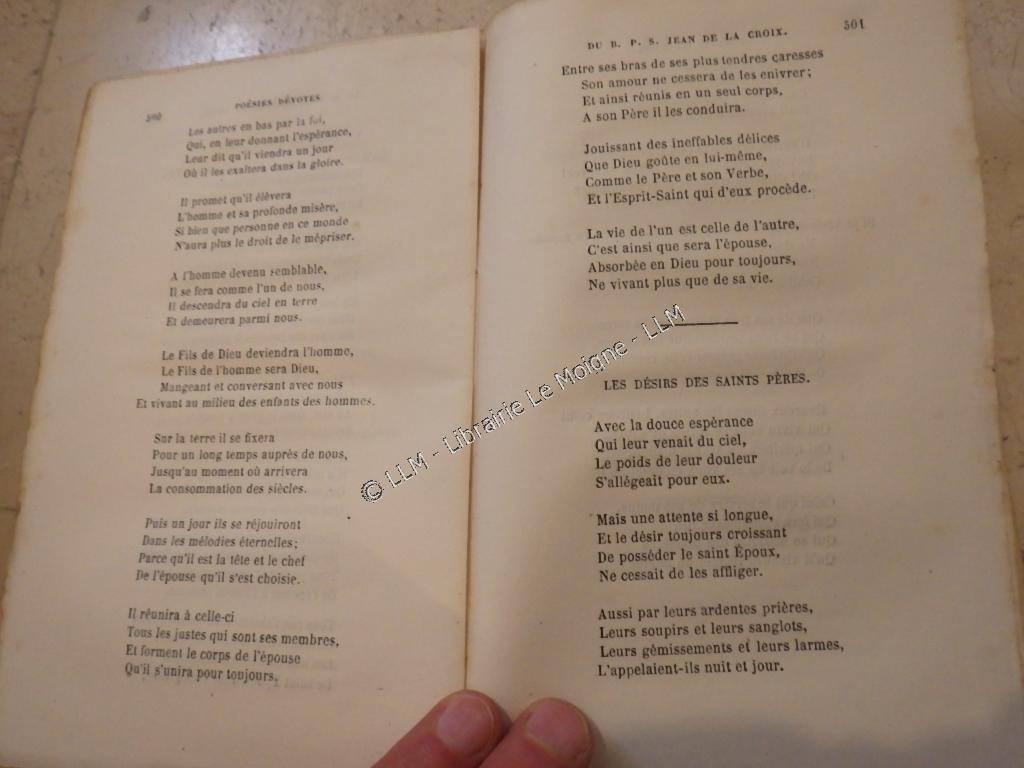 500
POÉSIES DÉVOTES
Les autres en bas par la foi,
Qui, en leur donnant l'espérance,
Leur dit qu'il viendra un jour
Où il les exaltera dans la gloire.
Il promet qu'il élèvera
L'homme et sa profonde misère,
Si bien que personne en ce monde
N'aura plus le droit de le mépriser.
A l'homme devenu semblable,
Il se fera comme l'un de nous,
Il descendra du ciel en terre
Et demeurera parmi nous.
Le Fils de Dieu deviendra l'homme,
Le Fils de l'homme sera Dieu,
Mangeant et conversant avec nous
Et vivant au milieu des enfants des hommes.
Sur la terre il se fixera
Pour un long temps auprès de nous,
Jusqu'au moment où arrivera
La consommation des siècles.
Puis un jour ils se réjouiront
Dans les mélodies éternelles;
Parce qu'il est la tête et le chef
De l'épouse qu'il s'est choisie.
Il réunira à celle-ci
Tous les justes qui sont ses membres,
Et forment le corps de l'épouse
Qu'il s'unira pour toujours.
DU B. P. S. JEAN DE LA CROIX.
501
Entre ses bras de ses plus tendres caresses
Son amour ne cessera de les enivrer;
Et ainsi réunis en un seul corps,
A son Père il les conduira.
Jouissant des ineffables délices
Que Dieu goûte en lui-même,
Comme le Père et son Verbe,
Et l'Esprit-Saint qui d'eux procède.
La vie de l'un est celle de l'autre,
C'est ainsi que sera l'épouse,
Absorbée en Dieu pour toujours,
Ne vivant plus que de sa vie.
LES DÉSIRS DES SAINTS PÈRES.
Avec la douce espérance
Qui leur venait du ciel,
Le poids de leur douleur
S'allégeait pour eux.
Mais une attente si longue,
Et le désir toujours croissant
De posséder le saint Époux,
Ne cessait de les affliger.
Aussi par leurs ardentes prières,
Leurs soupirs et leurs sanglots,
Leurs gémissements et leurs larmes,
L'appelaient-ils nuit et jour.
© LLM - Librairie Le Moigne - LLM